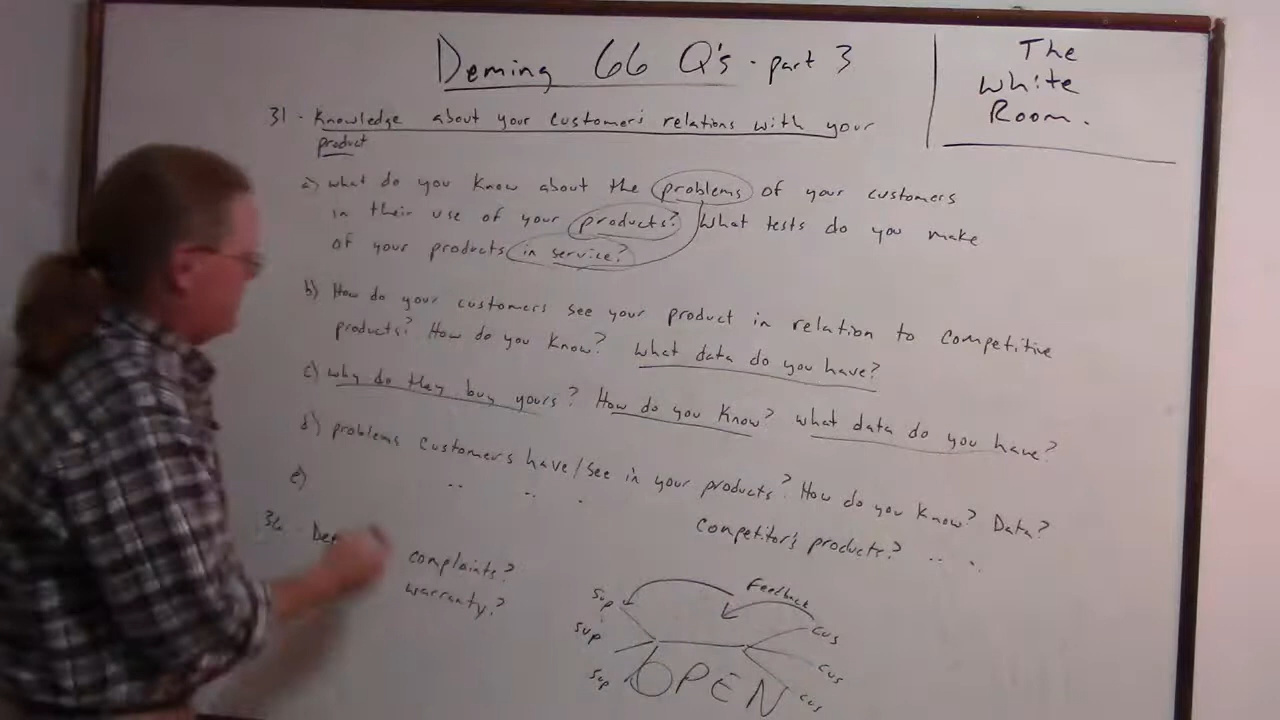 Deming 66 Q's - part 3
The
White
Room.
31 - Knowledge about your customer's relations with your
product
a) what do you know about the problems of your customers
in their use of your products? What tests do you make
of your products in service?
b) How do your customers see your product in relation to competitive
products? How do you know? What data do you have?
c) why do they buy yours? How do you know? what data do you have?
d) problems customers have/see in your products? How do you know? Data?
e) " " " Competitor's products? " "
36 - De
complaints?
warranty?
Feedback
sup
sup
sup
cus
cus
cus
OPEN